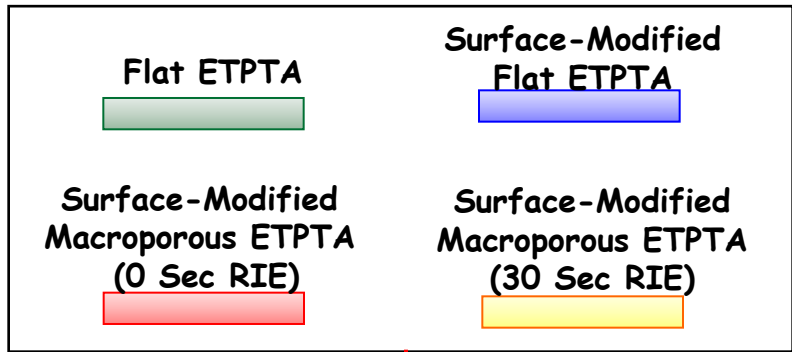 Flat ETPTA
Surface-Modified
Flat ETPTA
Surface-Modified
Macroporous ETPTA
(0 Sec RIE)
Surface-Modified
Macroporous ETPTA
(30 Sec RIE)